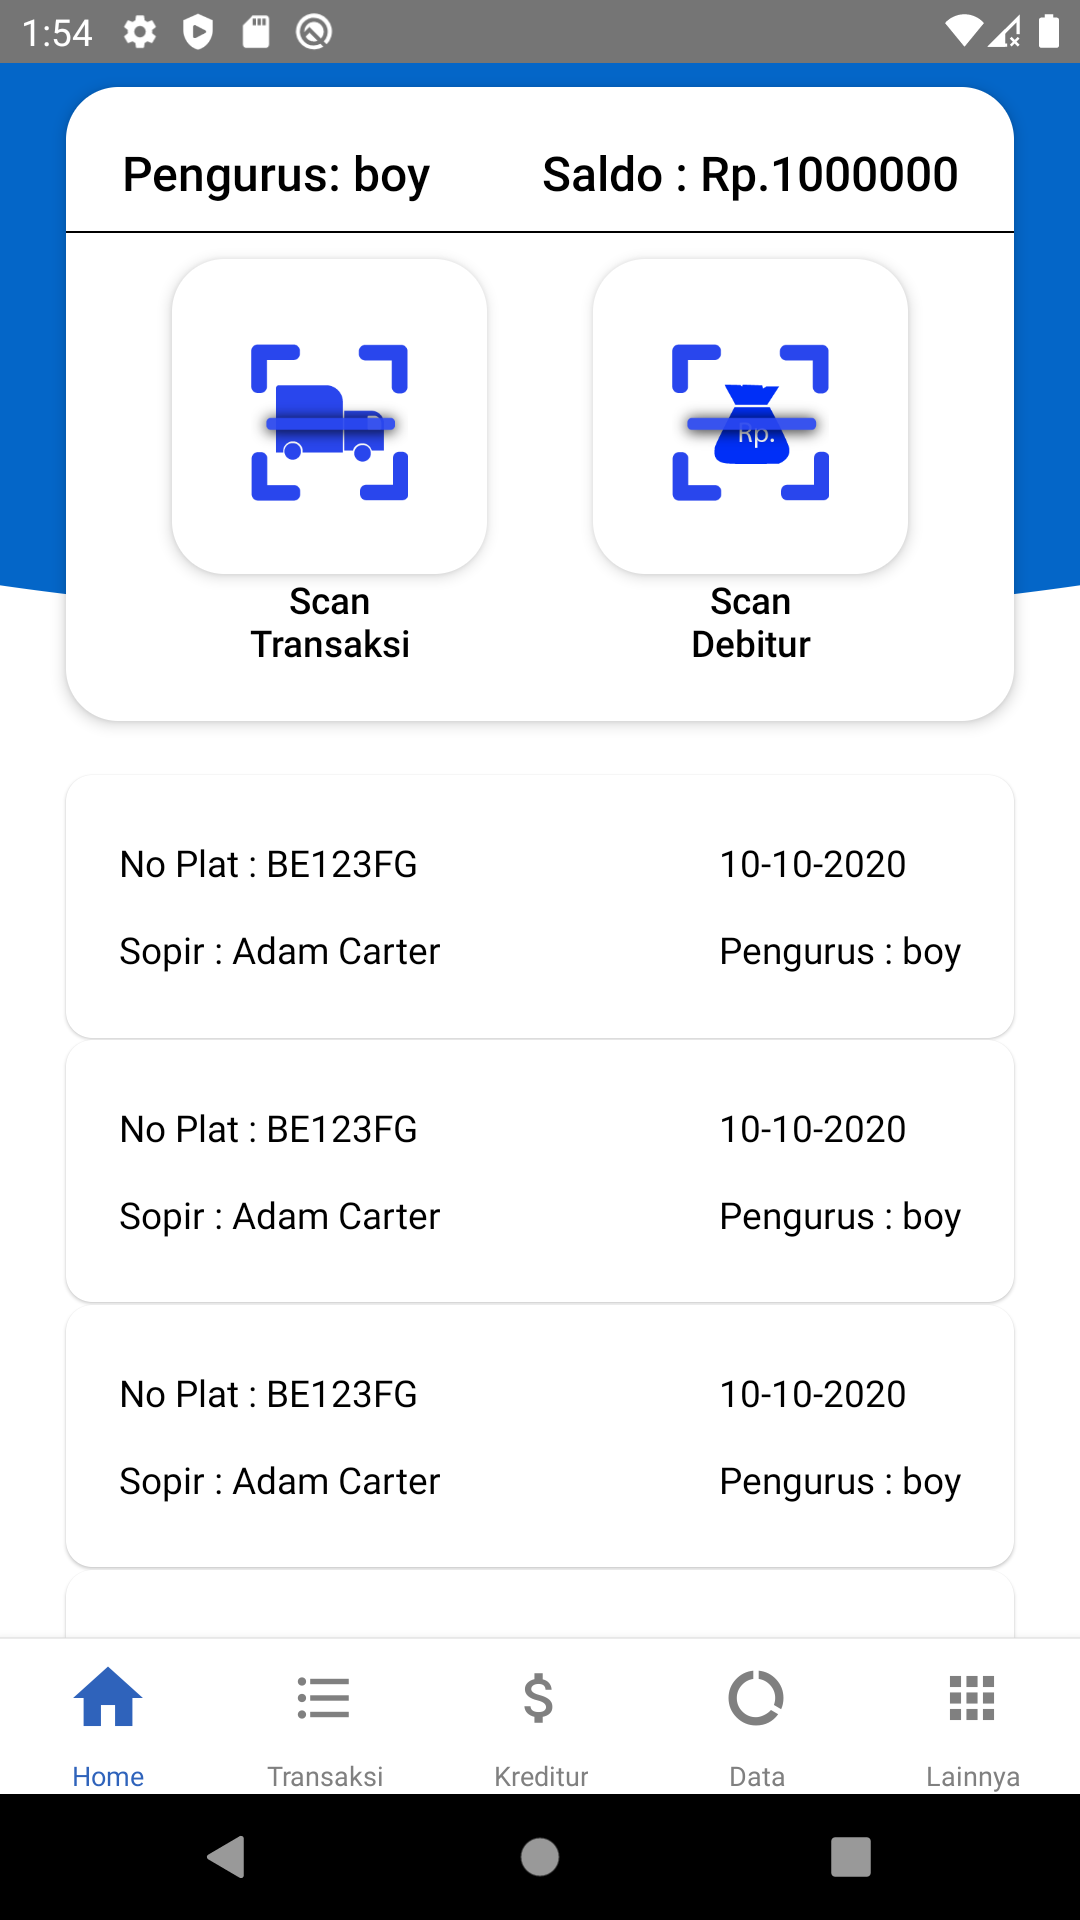 1:54
Pengurus: boy Saldo : Rp.1000000
Rp.
Scan Transaksi
Scan Debitur
No Plat : BE123FG 10-10-2020
Sopir : Adam Carter Pengurus : boy
No Plat : BE123FG 10-10-2020
Sopir : Adam Carter Pengurus : boy
No Plat : BE123FG 10-10-2020
Sopir : Adam Carter Pengurus : boy
Home Transaksi Kreditur Data Lainnya